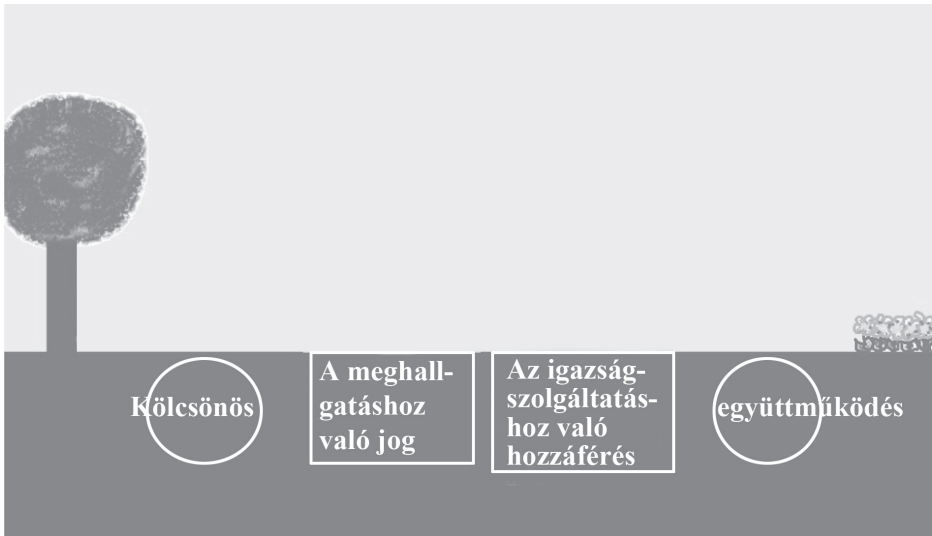 Kölcsönös
A meghall-
gatáshoz
való jog
Az igazság-
szolgáltatás-
hoz való
hozzáférés
együttműködés